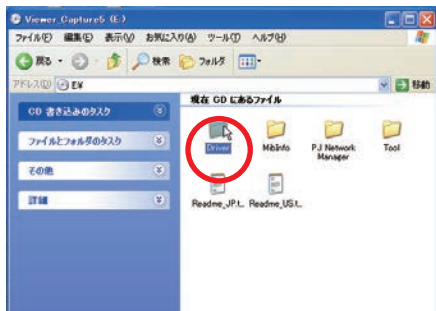 Viewer_Capture5 (E:)
ファイル(F) 編集(E) 表示(V) お気に入り(A) ツール(T) ヘルプ(H)
戻る 検索 フォルダ
アドレス(D) E:¥ 移動
現在 CD にあるファイル
CD 書き込みのタスク
ファイルとフォルダのタスク
その他
詳細
Driver MibInfo PJ Network Manager Tool
Readme_JP.t... Readme_US.t...